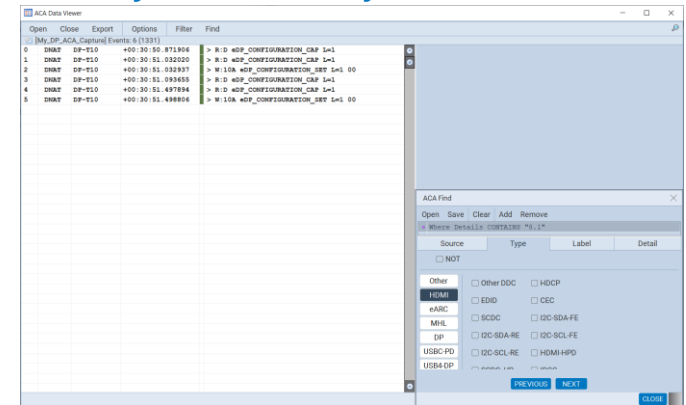 ACA Data Viewer
Open Close Export Options Filter Find
[My_DP_ACA_Capture] Events: 6 (1331)
0 DNAT DP-T10 +00:30:50.871906 > R:D eDP_CONFIGURATION_CAP L=1
1 DNAT DP-T10 +00:30:51.032020 > R:D eDP_CONFIGURATION_CAP L=1
2 DNAT DP-T10 +00:30:51.032937 > W:10A eDP_CONFIGURATION_SET L=1 00
3 DNAT DP-T10 +00:30:51.093655 > R:D eDP_CONFIGURATION_CAP L=1
4 DNAT DP-T10 +00:30:51.497894 > R:D eDP_CONFIGURATION_CAP L=1
5 DNAT DP-T10 +00:30:51.498806 > W:10A eDP_CONFIGURATION_SET L=1 00
ACA Find
Open Save Clear Add Remove
Where Details CONTAINS "0.1"
Source Type Label Detail
NOT
Other Other DDC HDCP
HDMI EDID CEC
eARC SCDC I2C-SDA-FE
MHL
DP I2C-SDA-RE I2C-SCL-FE
USBC-PD I2C-SCL-RE HDMI-HPD
USB4-DP
PREVIOUS NEXT
CLOSE